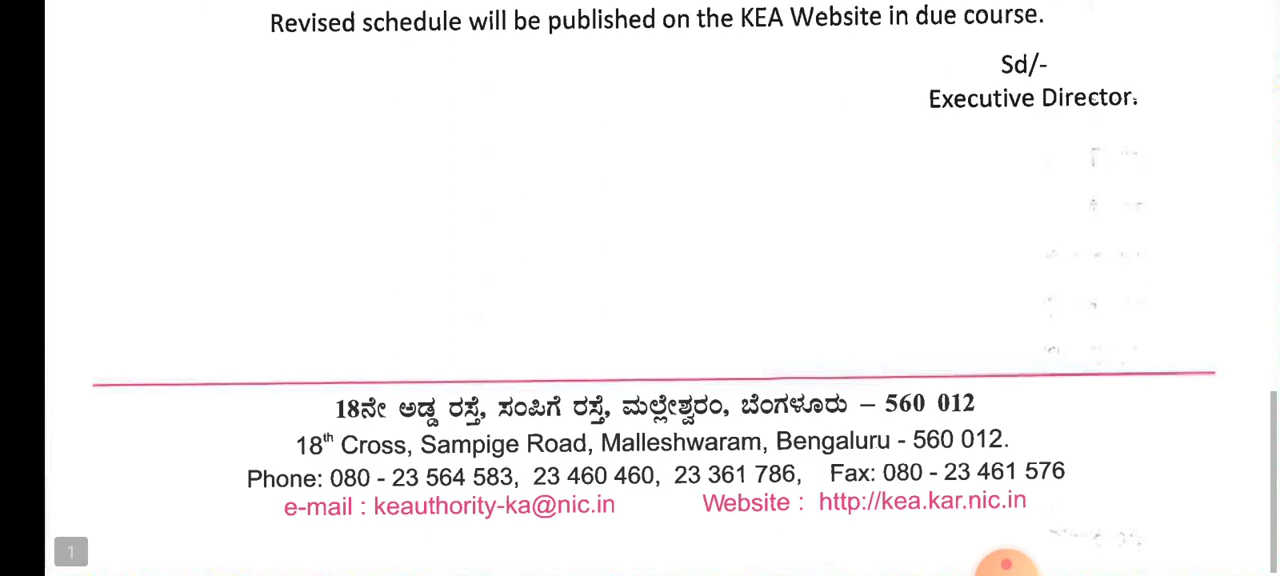 Revised schedule will be published on the KEA Website in due course.
Sd/-
Executive Director.
18ನೇ ಅಡ್ಡ ರಸ್ತೆ, ಸಂಪಿಗೆ ರಸ್ತೆ, ಮಲ್ಲೇಶ್ವರಂ, ಬೆಂಗಳೂರು – 560 012
18th Cross, Sampige Road, Malleshwaram, Bengaluru - 560 012.
Phone: 080 - 23 564 583, 23 460 460, 23 361 786, Fax: 080 - 23 461 576
e-mail : keauthority-ka@nic.in Website : http://kea.kar.nic.in
1